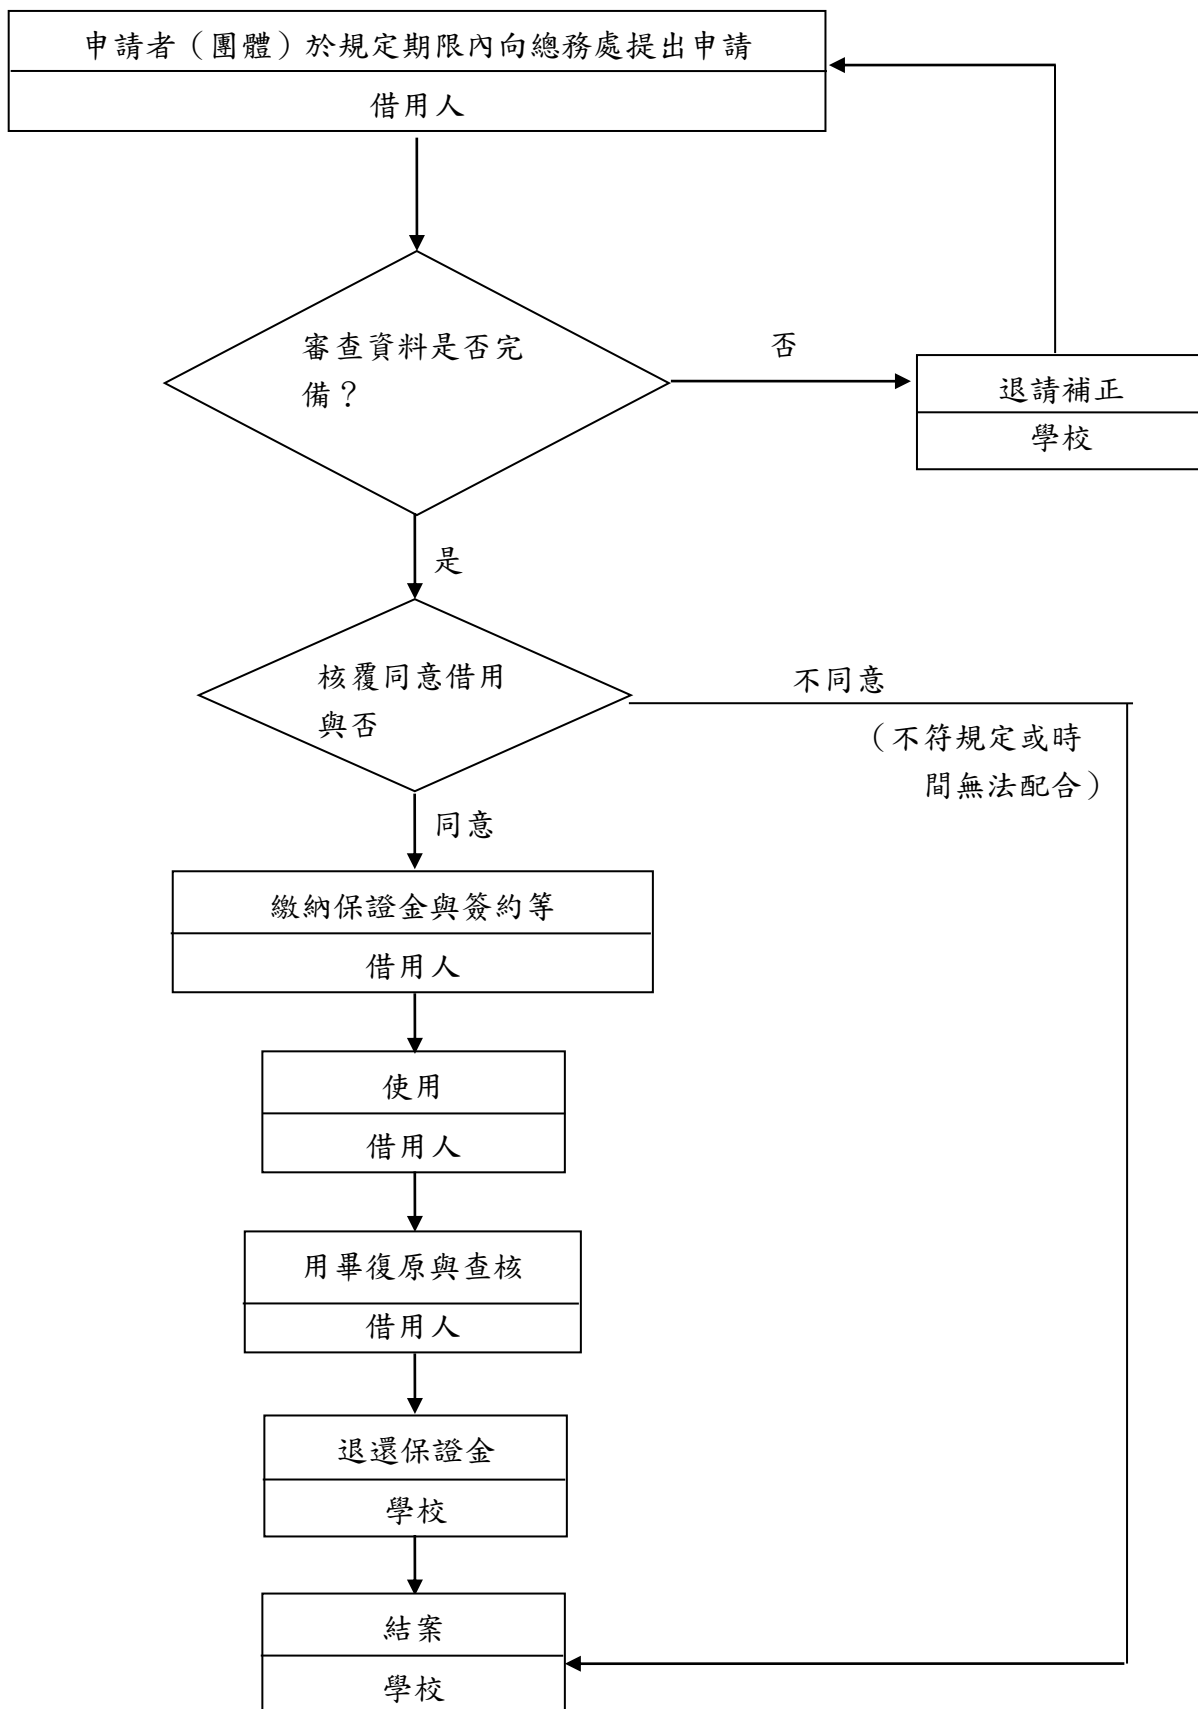 申請者（團體）於規定期限內向總務處提出申請
借用人
審查資料是否完
備？
否
退請補正
學校
是
核覆同意借用
與否
不同意
（不符規定或時
間無法配合）
同意
繳納保證金與簽約等
借用人
使用
借用人
用畢復原與查核
借用人
退還保證金
學校
結案
學校